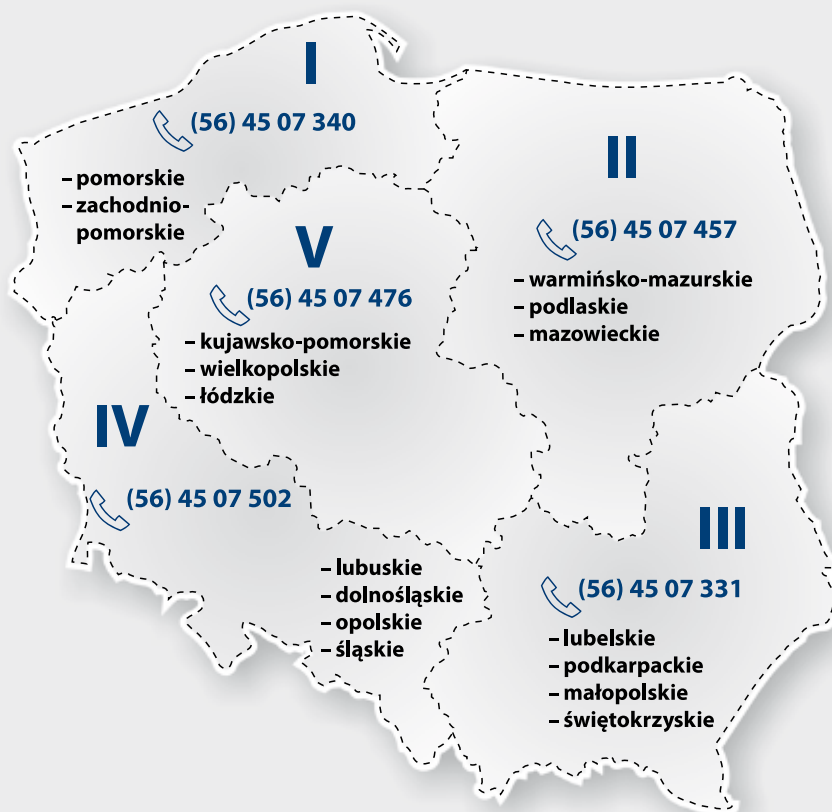 I
(56) 45 07 340
– pomorskie
– zachodnio-
pomorskie
II
(56) 45 07 457
– warmińsko-mazurskie
– podlaskie
– mazowieckie
V
(56) 45 07 476
– kujawsko-pomorskie
– wielkopolskie
– łódzkie
IV
(56) 45 07 502
– lubuskie
– dolnośląskie
– opolskie
– śląskie
III
(56) 45 07 331
– lubelskie
– podkarpackie
– małopolskie
– świętokrzyskie